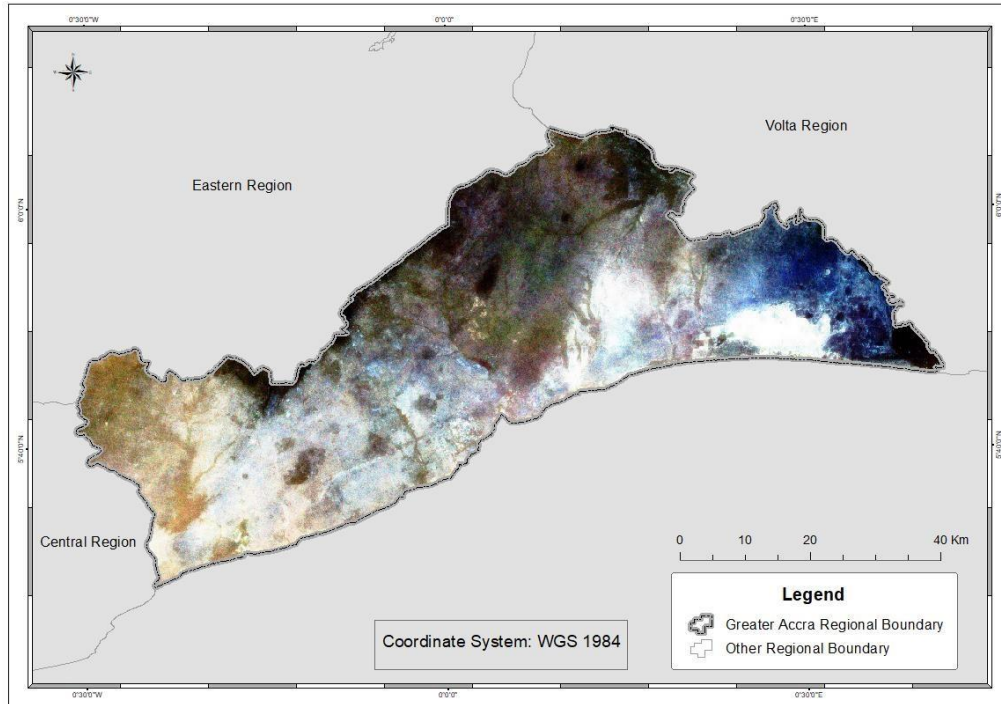 0°30'0"W 0°0'0" 0°30'0"E
Volta Region
Eastern Region
6°0'0"N 6°0'0"N
5°40'0"N 5°40'0"N
Central Region
0 10 20 40 Km
Legend
Greater Accra Regional Boundary
Other Regional Boundary
Coordinate System: WGS 1984
0°30'0"W 0°0'0" 0°30'0"E